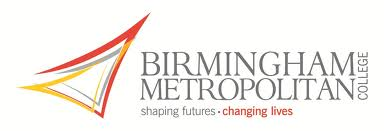 BIRMINGHAM
METROPOLITAN
COLLEGE
shaping futures · changing lives